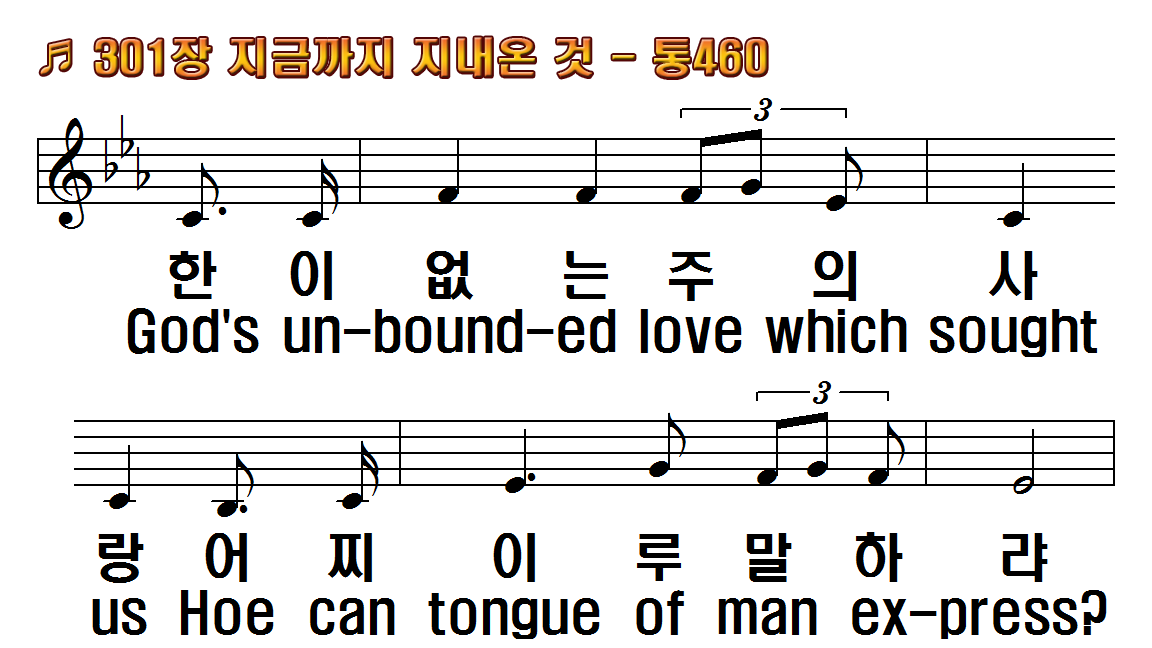 ♬ 301장 지금까지 지내온 것 - 통460
3
한 이 없 는 주 의 사
God's un-bound-ed love which sought
3
랑 어 찌 이 루 말 하 랴
us Hoe can tongue of man ex-press?